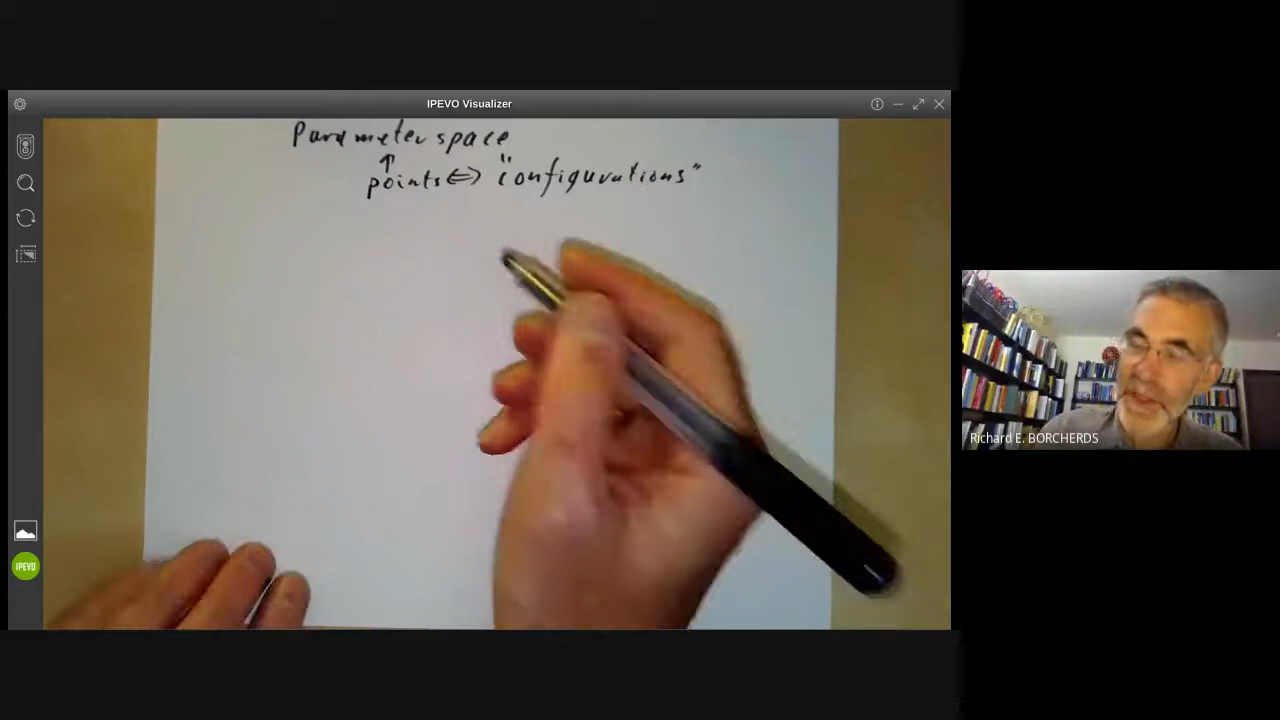 IPEVO Visualizer
Parameter space
↑
points ⇔ "configurations"
Richard E. BORCHERDS
IPEVO